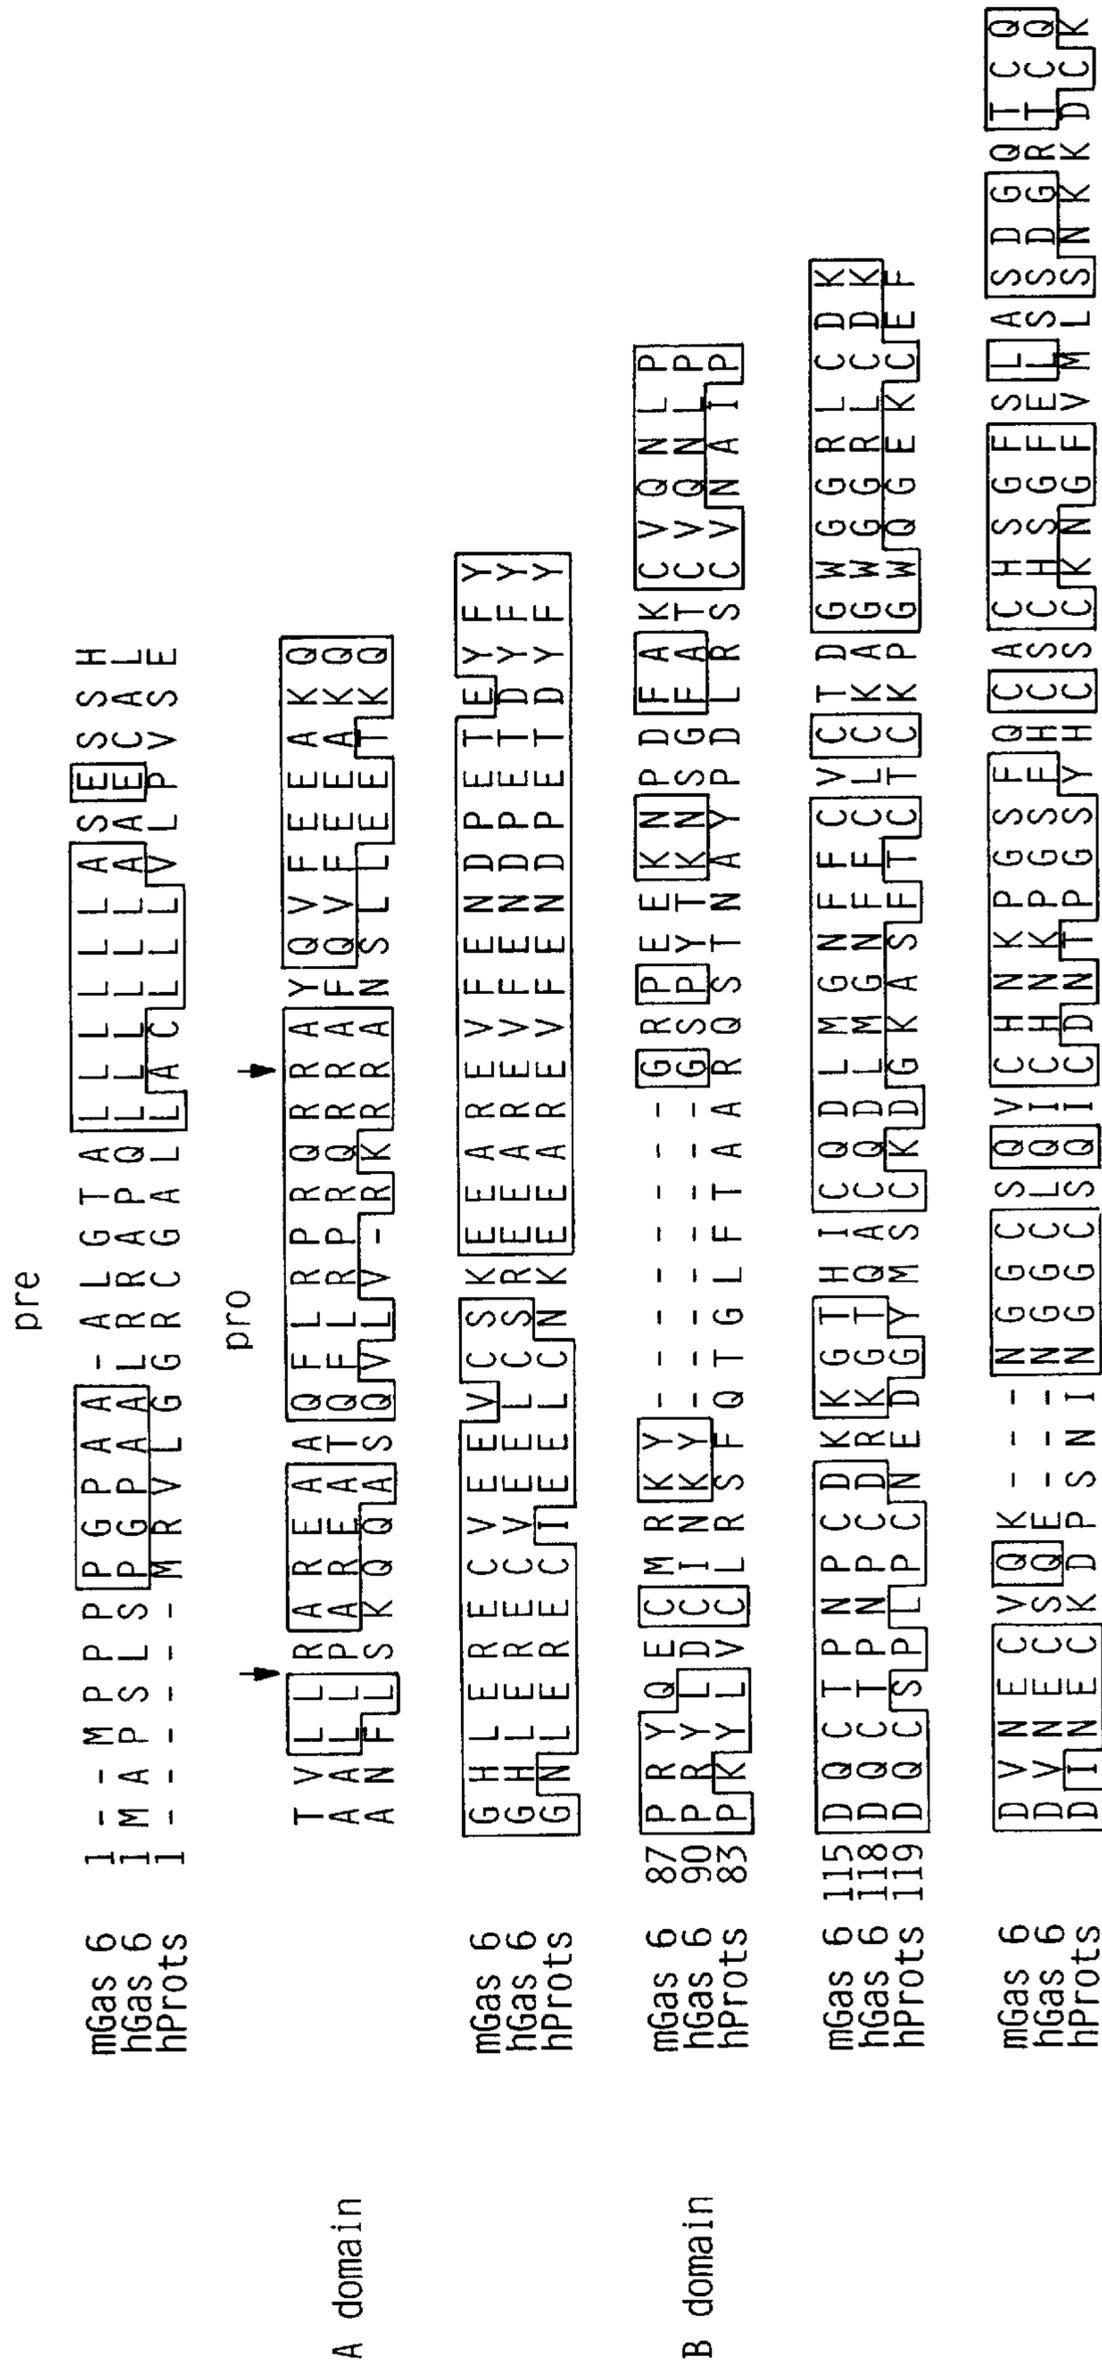 pre
mGas 6 1 - - M P P P P G P A A - A L G T A L L L L L L A S E S S H
hGas 6 1 M A P S L S P G P A A L R R A P Q L L L L L L A A E C A L
hProts 1 - - - - - - M R V L G G R C G A L L A C L L L V L P V S E
pro
A domain
T V L L R A R E A A Q F L R P R Q R R A Y Q V F E E A K Q
A A L L P A R E A T Q F L R P R Q R R A F Q V F E E A K Q
A N F L S K Q Q A S Q V L V - R K R R A N S L L E E T K Q
mGas 6 G H L E R E C V E E V C S K E E A R E V F E N D P E T E Y F Y
hGas 6 G H L E R E C V E E L C S R E E A R E V F E N D P E T D Y F Y
hProts G N L E R E C I E E L C N K E E A R E V F E N D P E T D Y F Y
B domain
mGas 6 87 P R Y Q E C M R K Y - - - - - - - - G R P E E K N P D F A K C V Q N L P
hGas 6 90 P R Y L D C I N K Y - - - - - - - - G S P Y T K N S G F A T C V Q N L P
hProts 83 P K Y L V C L R S F Q T G L F T A A R Q S T N A Y P D L R S C V N A I P
mGas 6 115 D Q C T P N P C D K K G T H I C Q D L M G N F F C V C T D G W G G R L C D K
hGas 6 118 D Q C T P N P C D R K G T Q A C Q D L M G N F F C L C K A G W G G R L C D K
hProts 119 D Q C S P L P C N E D G Y M S C K D G K A S F T C T C K P G W Q G E K C E F
mGas 6 D V N E C V Q K - - - N G G C S Q V C H N K P G S F Q C A C H S G F S L A S D G Q T C Q
hGas 6 D V N E C S Q E - - - N G G C L Q I C H N K P G S F H C S C H S G F E L S S D G R T C Q
hProts D I N E C K D P S N I N G G C S Q I C D N T P G S Y H C S C K N G F V M L S N K K D C K